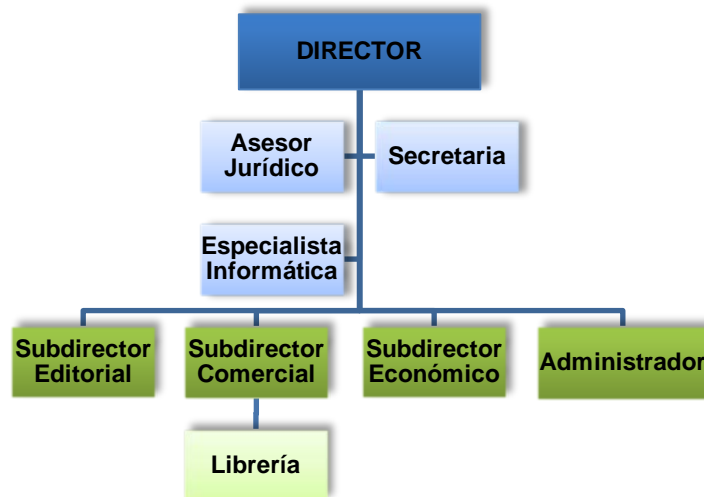 DIRECTOR
Asesor
Jurídico
Secretaria
Especialista
Informática
Subdirector
Editorial
Subdirector
Comercial
Subdirector
Económico
Administrador
Librería